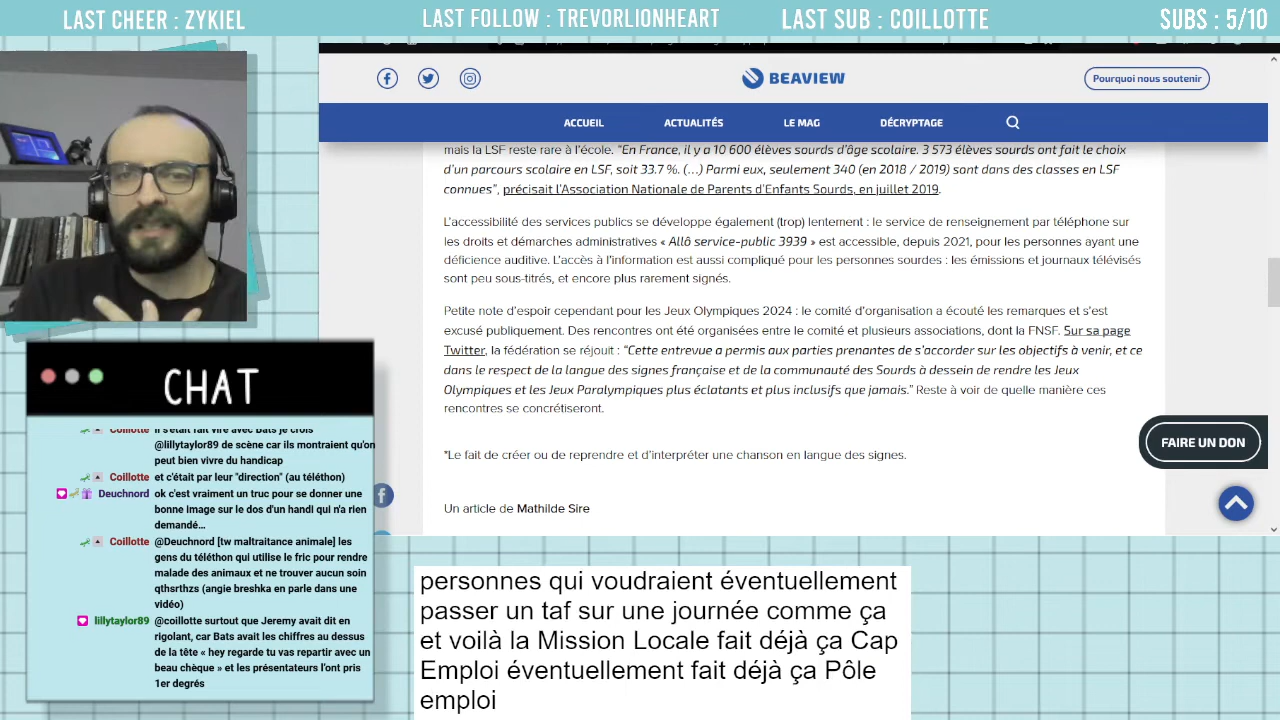 LAST CHEER : ZYKIEL
LAST FOLLOW : TREVORLIONHEART
LAST SUB : COILLOTTE
SUBS : 5/10
BEAVIEW
Pourquoi nous soutenir
ACCUEIL
ACTUALITÉS
LE MAG
DÉCRYPTAGE
mais la LSF reste rare à l'école. "En France, il y a 10 600 élèves sourds d'âge scolaire. 3 573 élèves sourds ont fait le choix
d'un parcours scolaire en LSF, soit 33.7 %. (…) Parmi eux, seulement 340 (en 2018 / 2019) sont dans des classes en LSF
connues", précisait l'Association Nationale de Parents d'Enfants Sourds, en juillet 2019.
L'accessibilité des services publics se développe également (trop) lentement : le service de renseignement par téléphone sur
les droits et démarches administratives « Allô service-public 3939 » est accessible, depuis 2021, pour les personnes ayant une
déficience auditive. L'accès à l'information est aussi compliqué pour les personnes sourdes : les émissions et journaux télévisés
sont peu sous-titrés, et encore plus rarement signés.
Petite note d'espoir cependant pour les Jeux Olympiques 2024 : le comité d'organisation a écouté les remarques et s'est
excusé publiquement. Des rencontres ont été organisées entre le comité et plusieurs associations, dont la FNSF. Sur sa page
Twitter, la fédération se réjouit : "Cette entrevue a permis aux parties prenantes de s'accorder sur les objectifs à venir, et ce
dans le respect de la langue des signes française et de la communauté des Sourds à dessein de rendre les Jeux
Olympiques et les Jeux Paralympiques plus éclatants et plus inclusifs que jamais." Reste à voir de quelle manière ces
rencontres se concrétiseront.
*Le fait de créer ou de reprendre et d'interpréter une chanson en langue des signes.
Un article de Mathilde Sire
FAIRE UN DON
CHAT
Coillotte il s'était fait viré avec Bats je crois
@lillytaylor89 de scène car ils montraient qu'on
peut bien vivre du handicap
Coillotte et c'était par leur "direction" (au téléthon)
Deuchnord ok c'est vraiment un truc pour se donner une
bonne image sur le dos d'un handi qui n'a rien
demandé…
Coillotte @Deuchnord [tw maltraitance animale] les
gens du téléthon qui utilise le fric pour rendre
malade des animaux et ne trouver aucun soin
qthsrthzs (angie breshka en parle dans une
vidéo)
lillytaylor89 @coillotte surtout que Jeremy avait dit en
rigolant, car Bats avait les chiffres au dessus
de la tête « hey regarde tu vas repartir avec un
beau chèque » et les présentateurs l'ont pris
1er degrés
personnes qui voudraient éventuellement
passer un taf sur une journée comme ça
et voilà la Mission Locale fait déjà ça Cap
Emploi éventuellement fait déjà ça Pôle
emploi